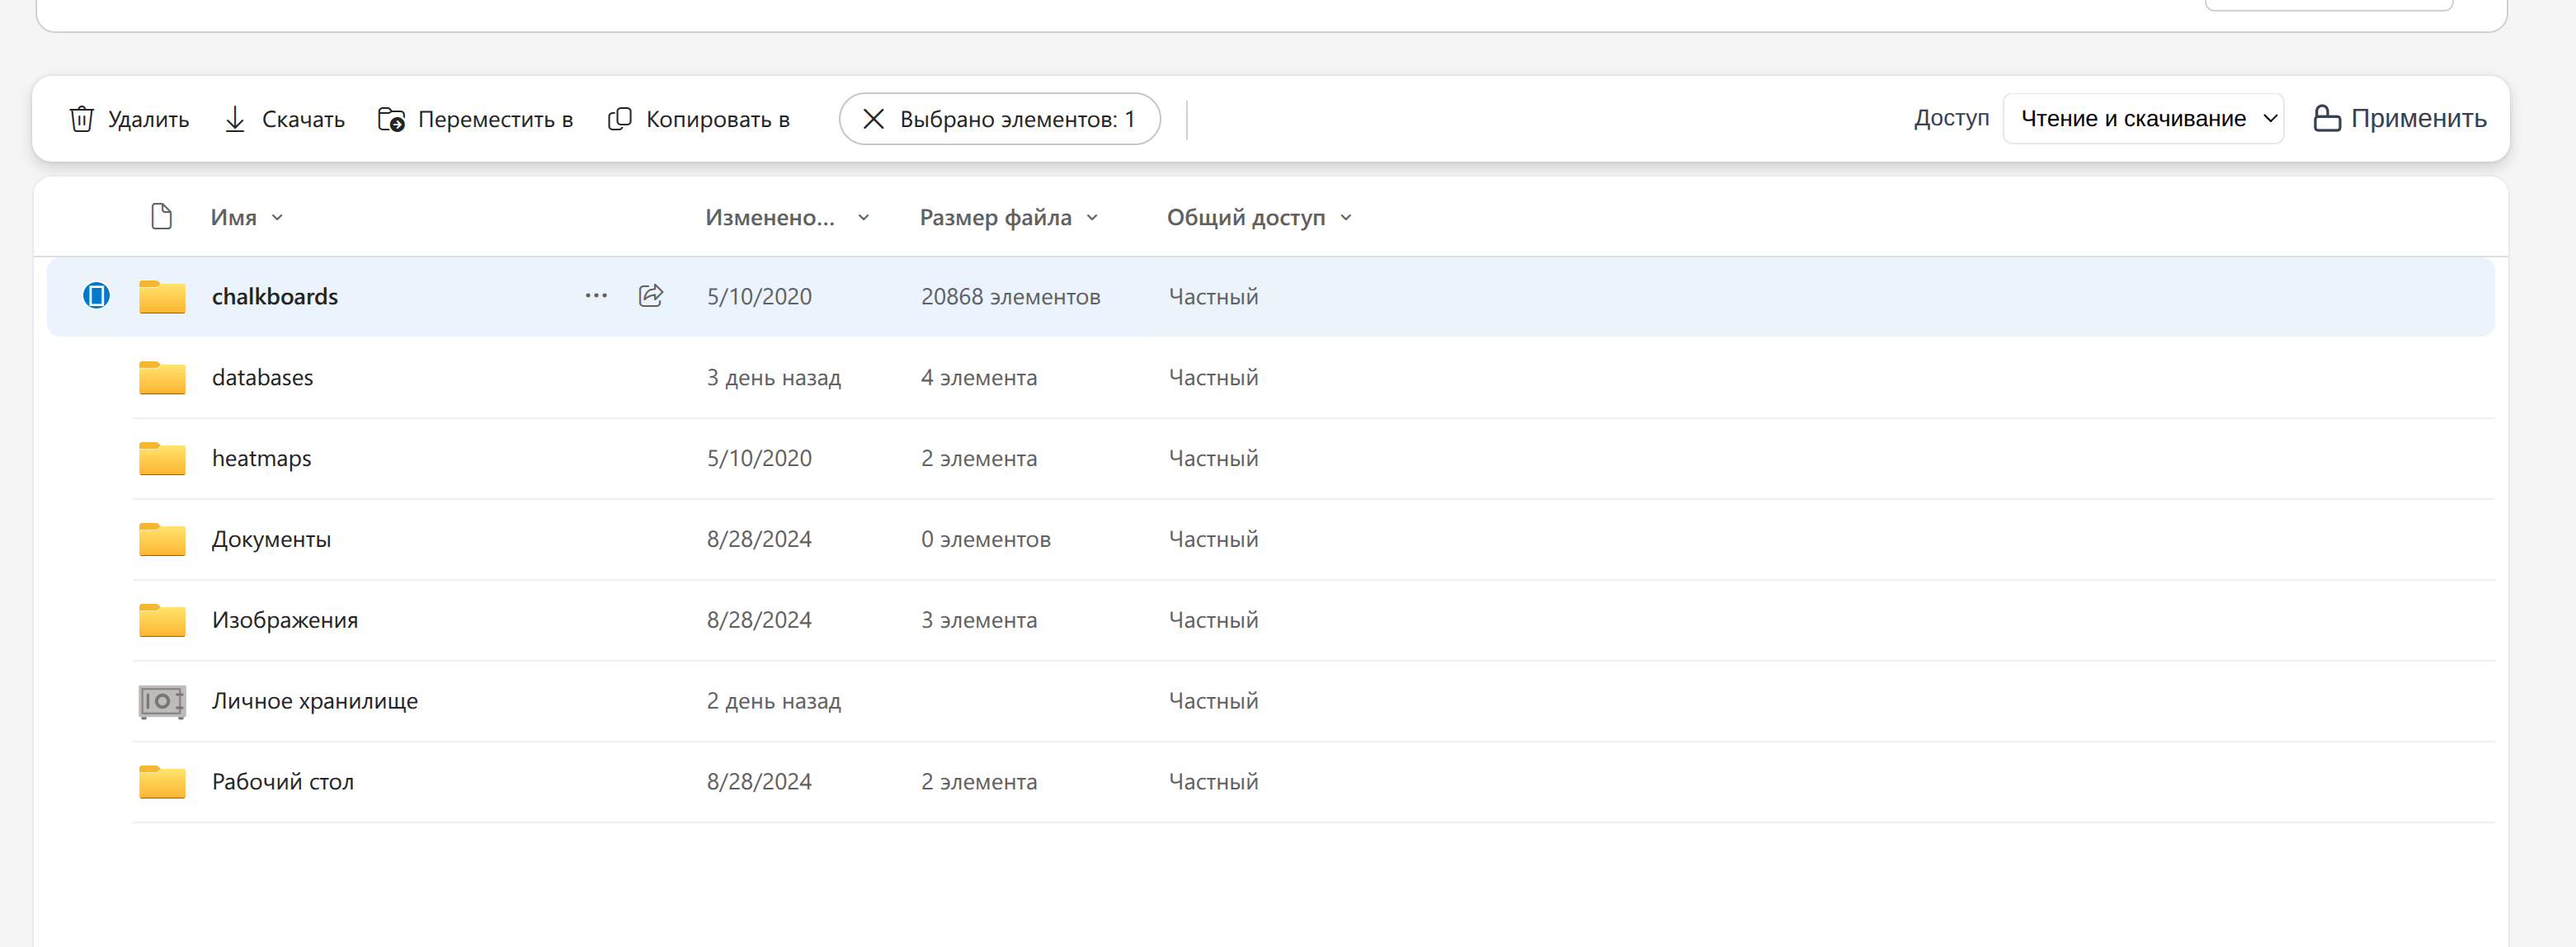 Удалить Скачать Переместить в Копировать в Выбрано элементов: 1 Доступ Чтение и скачивание Применить
Имя Изменено... Размер файла Общий доступ
chalkboards ... 5/10/2020 20868 элементов Частный
databases 3 день назад 4 элемента Частный
heatmaps 5/10/2020 2 элемента Частный
Документы 8/28/2024 0 элементов Частный
Изображения 8/28/2024 3 элемента Частный
Личное хранилище 2 день назад Частный
Рабочий стол 8/28/2024 2 элемента Частный